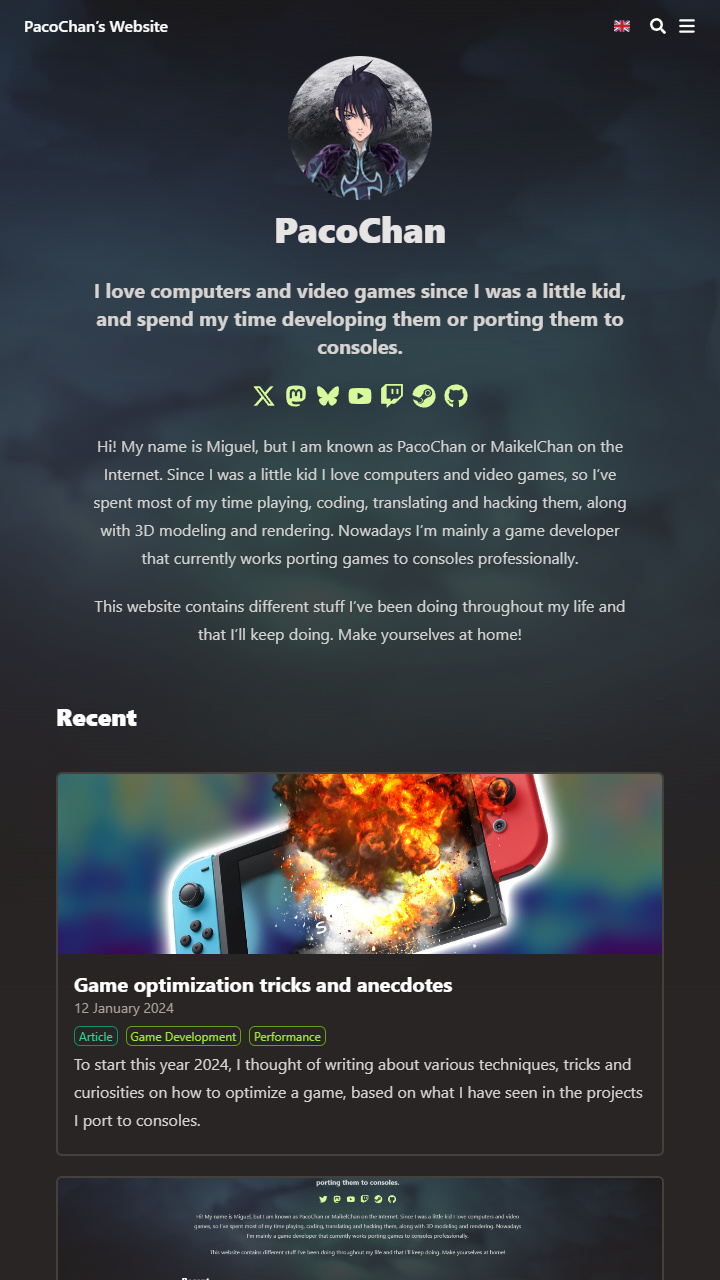 PacoChan's Website
PacoChan
I love computers and video games since I was a little kid,
and spend my time developing them or porting them to
consoles.
Hi! My name is Miguel, but I am known as PacoChan or MaikelChan on the
Internet. Since I was a little kid I love computers and video games, so I've
spent most of my time playing, coding, translating and hacking them, along
with 3D modeling and rendering. Nowadays I'm mainly a game developer
that currently works porting games to consoles professionally.
This website contains different stuff I've been doing throughout my life and
that I'll keep doing. Make yourselves at home!
Recent
Game optimization tricks and anecdotes
12 January 2024
Article Game Development Performance
To start this year 2024, I thought of writing about various techniques, tricks and
curiosities on how to optimize a game, based on what I have seen in the projects
I port to consoles.
porting them to consoles.
Hi! My name is Miguel, but I am known as PacoChan or MaikelChan on the Internet. Since I was a little kid I love computers and video
games, so I've spent most of my time playing, coding, translating and hacking them, along with 3D modeling and rendering. Nowadays
I'm mainly a game developer that currently works porting games to consoles professionally.
This website contains different stuff I've been doing throughout my life and that I'll keep doing. Make yourselves at home!